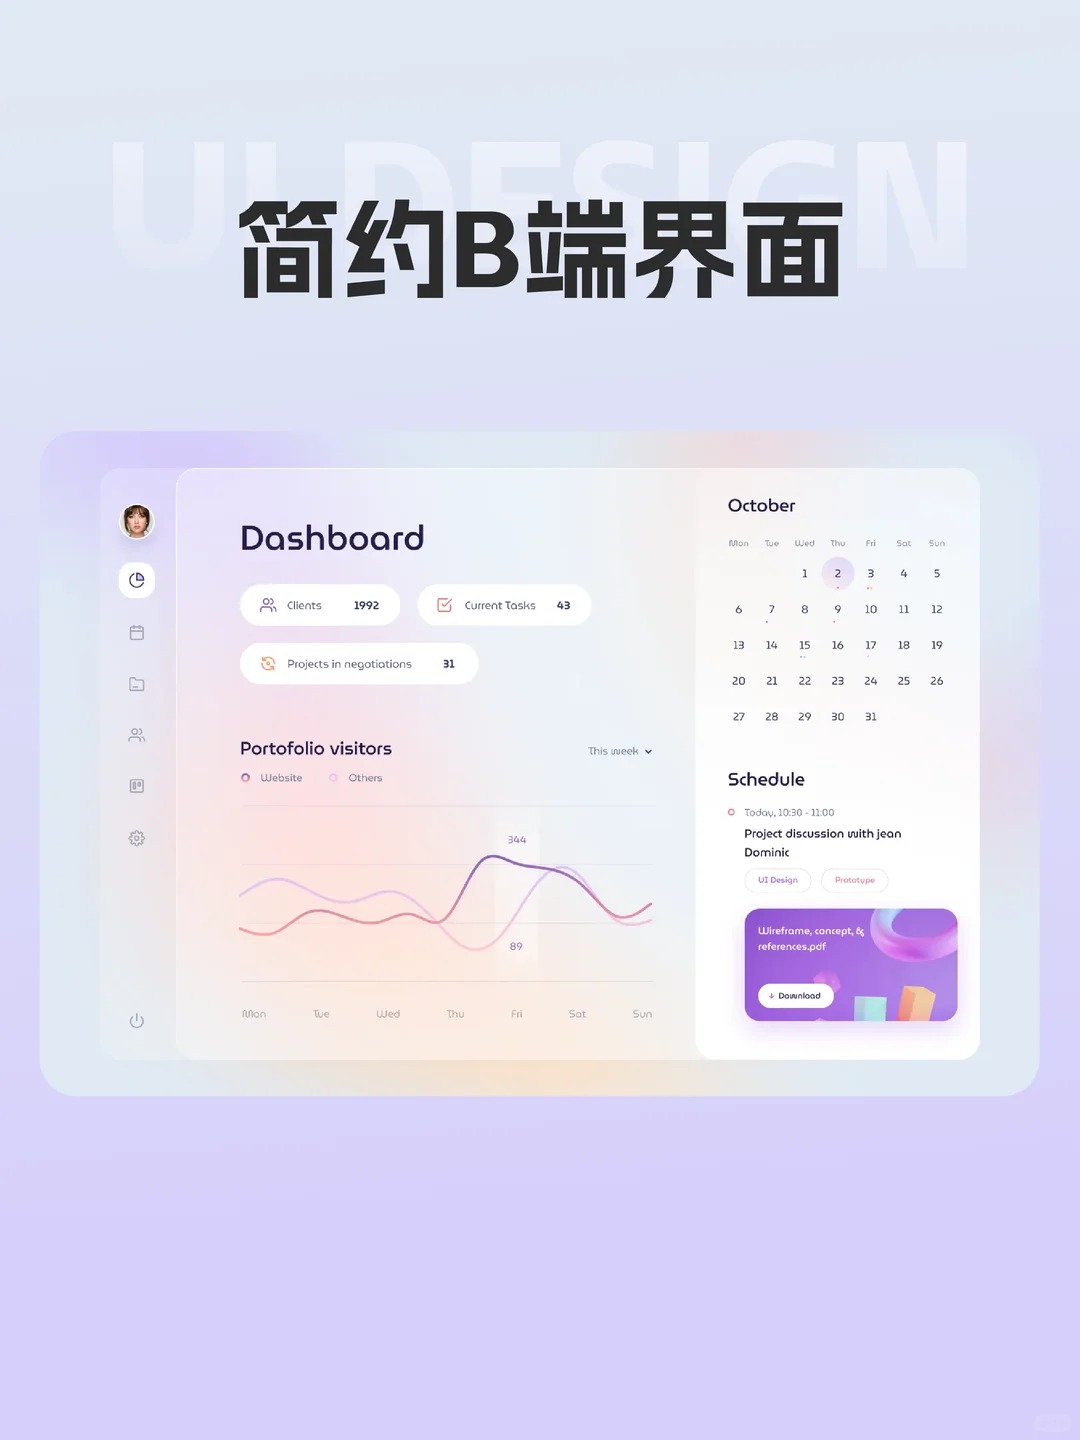 UI DESIGN
简约B端界面
Dashboard
Clients 1992
Current Tasks 43
Projects in negotiations 31
Portofolio visitors
This week
Website Others
344
89
Mon Tue Wed Thu Fri Sat Sun
October
Mon Tue Wed Thu Fri Sat Sun
1 2 3 4 5
6 7 8 9 10 11 12
13 14 15 16 17 18 19
20 21 22 23 24 25 26
27 28 29 30 31
Schedule
Today, 10:30 - 11:00
Project discussion with jean
Dominic
UI Design Prototype
Wireframe, concept, &
references.pdf
Download